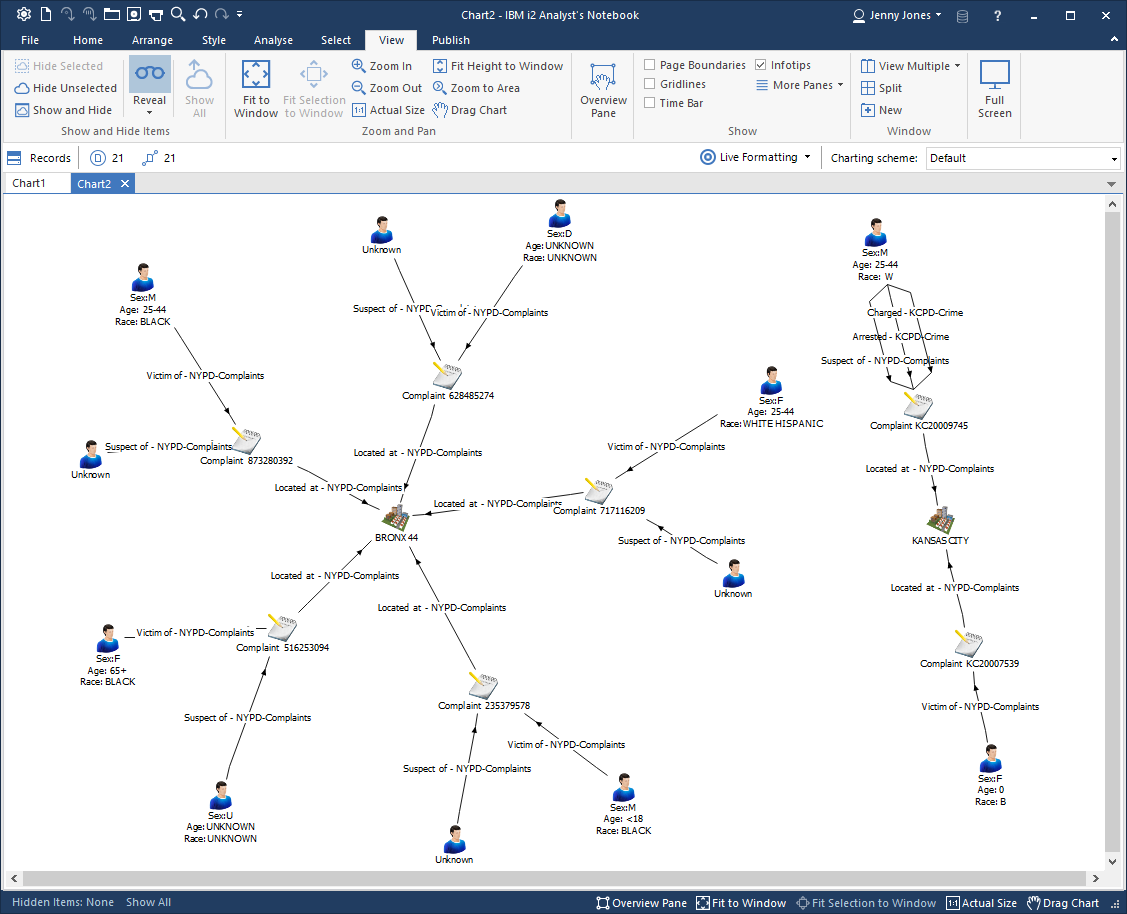 Chart2 - IBM i2 Analyst's Notebook
Jenny Jones
?
File Home Arrange Style Analyse Select View Publish
Hide Selected
Hide Unselected
Show and Hide
Reveal
Show
All
Show and Hide Items
Fit to
Window
Fit Selection
to Window
Zoom In
Zoom Out
1:1 Actual Size
Fit Height to Window
Zoom to Area
Drag Chart
Zoom and Pan
Overview
Pane
Page Boundaries
Gridlines
Time Bar
Infotips
More Panes
Show
View Multiple
Split
New
Window
Full
Screen
Records 21 21
Live Formatting Charting scheme: Default
Chart1 Chart2
Unknown
Sex:D
Age: UNKNOWN
Race: UNKNOWN
Sex:M
Age: 25-44
Race: W
Sex:M
Age: 25-44
Race: BLACK
Suspect of - NYPD-
Victim of - NYPD-Complaints
Charged - KCPD-Crime
Arrested - KCPD-Crime
Suspect of - NYPD-Complaints
Victim of - NYPD-Complaints
Complaint 628485274
Sex:F
Age: 25-44
Race: WHITE HISPANIC
Complaint KC20009745
Suspect of - NYPD-Complaints
Unknown
Complaint 873280392
Located at - NYPD-Complaints
Victim of - NYPD-Complaints
Located at - NYPD-Complaints
Located at - NYPD-Complaints
Located at - NYPD-Complaints
Complaint 717116209
BRONX 44
Suspect of - NYPD-Complaints
KANSAS CITY
Located at - NYPD-Complaints
Located at - NYPD-Complaints
Unknown
Located at - NYPD-Complaints
Victim of - NYPD-Complaints
Complaint 516253094
Sex:F
Age: 65+
Race: BLACK
Complaint KC20007539
Complaint 235379578
Victim of - NYPD-Complaints
Suspect of - NYPD-Complaints
Victim of - NYPD-Complaints
Suspect of - NYPD-Complaints
Sex:F
Age: 0
Race: B
Sex:U
Age: UNKNOWN
Race: UNKNOWN
Sex:M
Age: <18
Race: BLACK
Unknown
Hidden Items: None Show All
Overview Pane Fit to Window Fit Selection to Window 1:1 Actual Size Drag Chart